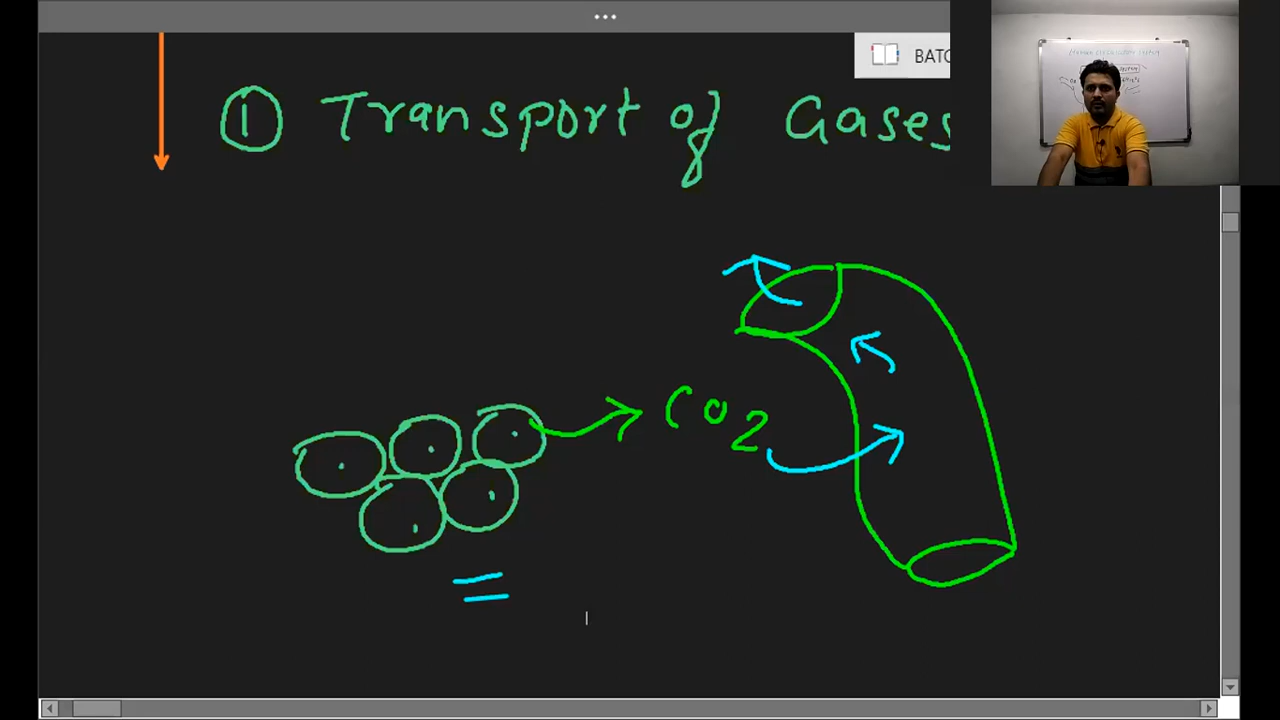 BATC
① Transport of Gases
CO2